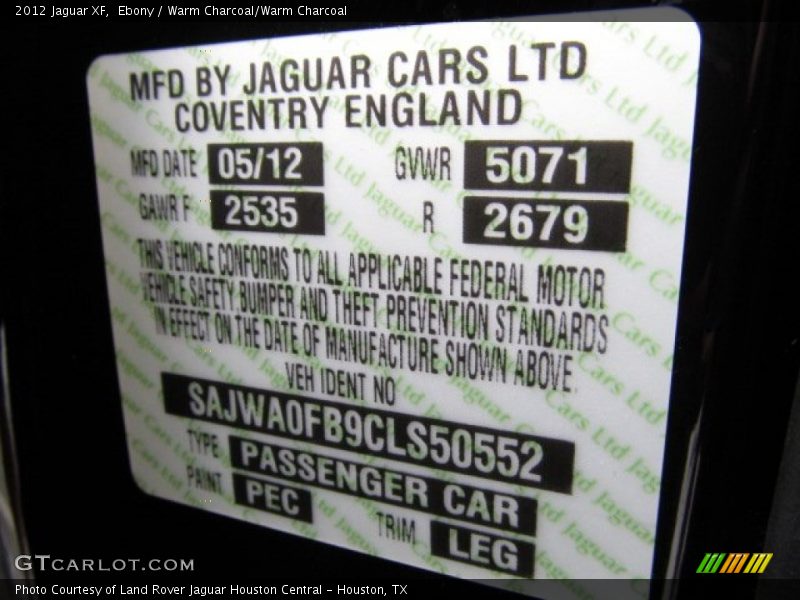 2012 Jaguar XF, Ebony / Warm Charcoal/Warm Charcoal
MFD BY JAGUAR CARS LTD
COVENTRY ENGLAND
MFD DATE 05/12 GVWR 5071
GAWR F 2535 R 2679
THIS VEHICLE CONFORMS TO ALL APPLICABLE FEDERAL MOTOR
VEHICLE SAFETY BUMPER AND THEFT PREVENTION STANDARDS
IN EFFECT ON THE DATE OF MANUFACTURE SHOWN ABOVE.
VEH IDENT NO
SAJWA0FB9CLS50552
TYPE PASSENGER CAR
PAINT PEC TRIM LEG
GTCARLOT.COM
Photo Courtesy of Land Rover Jaguar Houston Central - Houston, TX